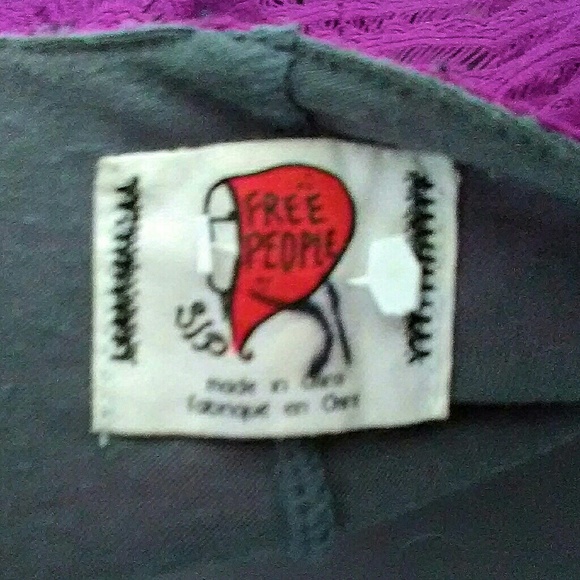 FREE
PEOPLE
S/P
made in China
fabriqué en Chine